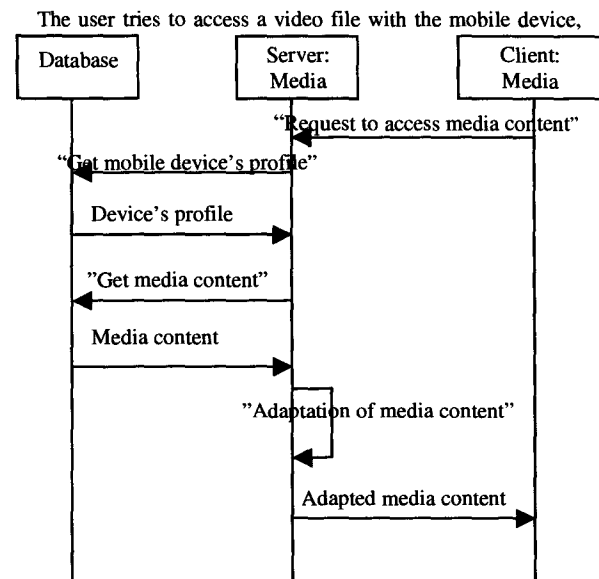 The user tries to access a video file with the mobile device,
Database
Server:
Media
Client:
Media
“Request to access media content”
“Get mobile device’s profile”
Device’s profile
”Get media content”
Media content
”Adaptation of media content”
Adapted media content